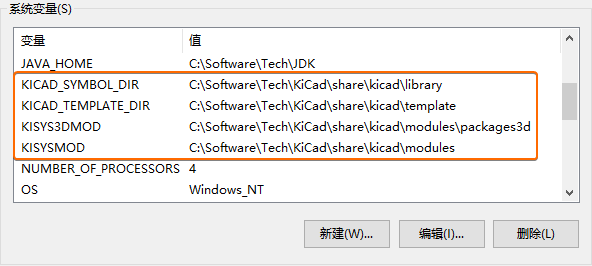 系统变量(S)
变量 值
JAVA_HOME C:\Software\Tech\JDK
KICAD_SYMBOL_DIR C:\Software\Tech\KiCad\share\kicad\library
KICAD_TEMPLATE_DIR C:\Software\Tech\KiCad\share\kicad\template
KISYS3DMOD C:\Software\Tech\KiCad\share\kicad\modules\packages3d
KISYSMOD C:\Software\Tech\KiCad\share\kicad\modules
NUMBER_OF_PROCESSORS 4
OS Windows_NT
新建(W)... 编辑(I)... 删除(L)